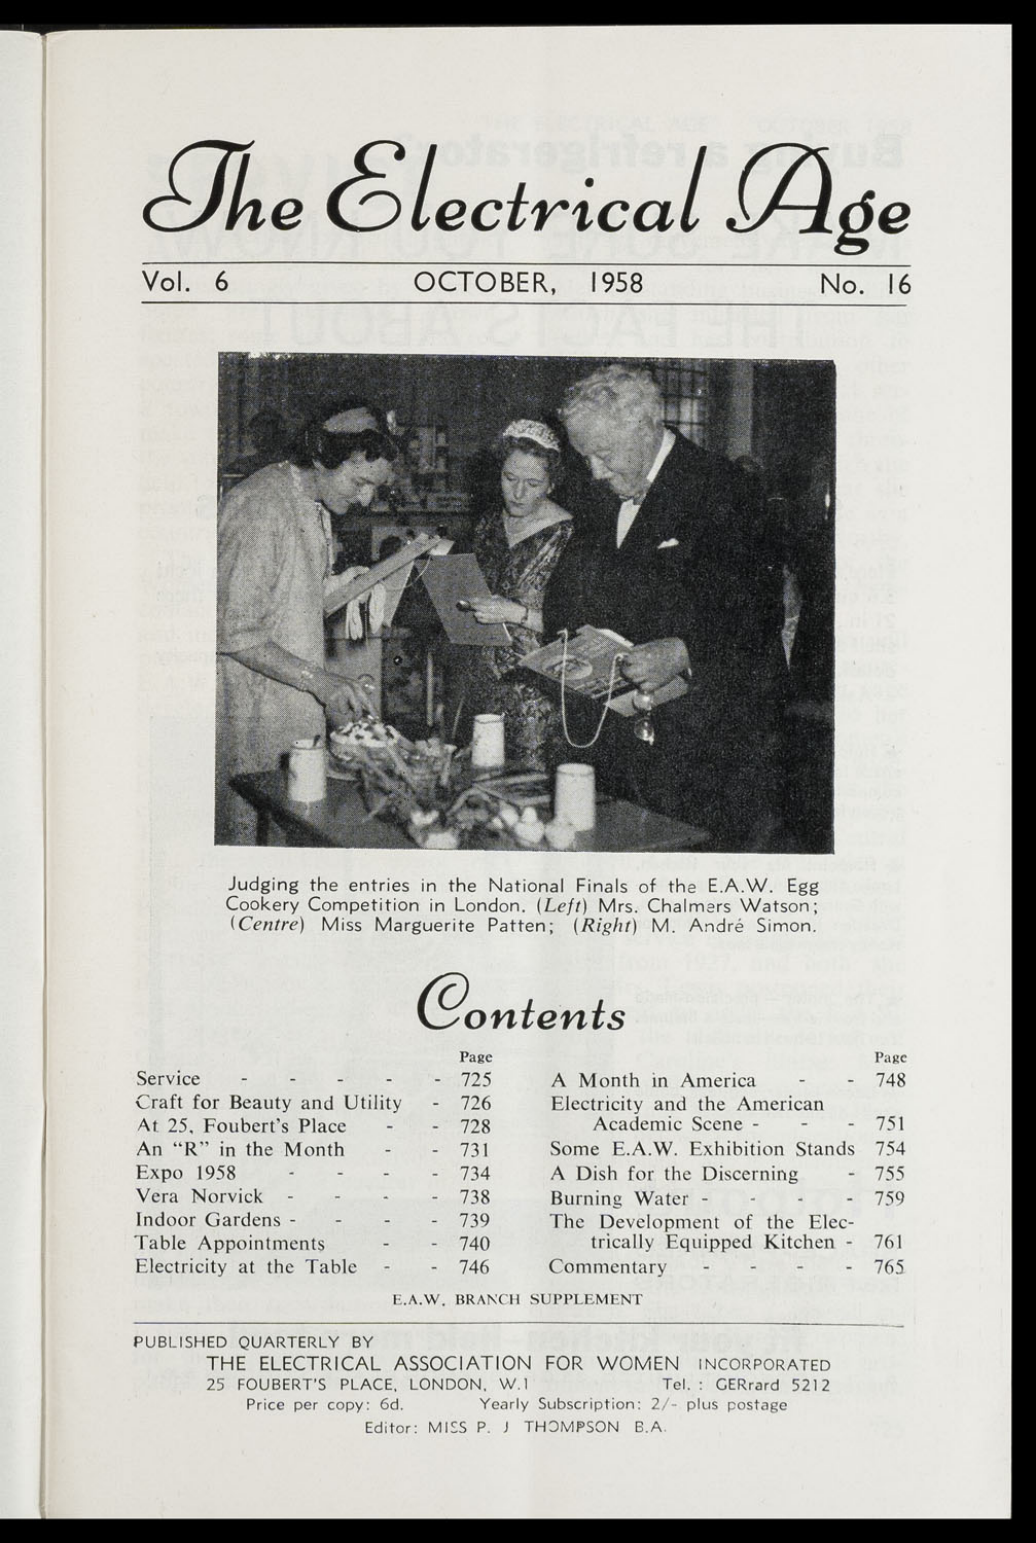 The Electrical Age
Vol. 6 OCTOBER, 1958 No. 16
Judging the entries in the National Finals of the E.A.W. Egg
Cookery Competition in London. (Left) Mrs. Chalmers Watson;
(Centre) Miss Marguerite Patten; (Right) M. André Simon.
Contents
Page
Service - - - - - 725
Craft for Beauty and Utility - 726
At 25, Foubert's Place - - 728
An “R” in the Month - - 731
Expo 1958 - - - - 734
Vera Norvick - - - - 738
Indoor Gardens - - - - 739
Table Appointments - - 740
Electricity at the Table - - 746
Page
A Month in America - - 748
Electricity and the American
Academic Scene - - - 751
Some E.A.W. Exhibition Stands 754
A Dish for the Discerning - 755
Burning Water - - - - 759
The Development of the Elec-
trically Equipped Kitchen - 761
Commentary - - - - 765
E.A.W. BRANCH SUPPLEMENT
PUBLISHED QUARTERLY BY
THE ELECTRICAL ASSOCIATION FOR WOMEN INCORPORATED
25 FOUBERT'S PLACE, LONDON, W.1 Tel. : GERrard 5212
Price per copy: 6d. Yearly Subscription: 2/- plus postage
Editor: MISS P. J THOMPSON B.A.